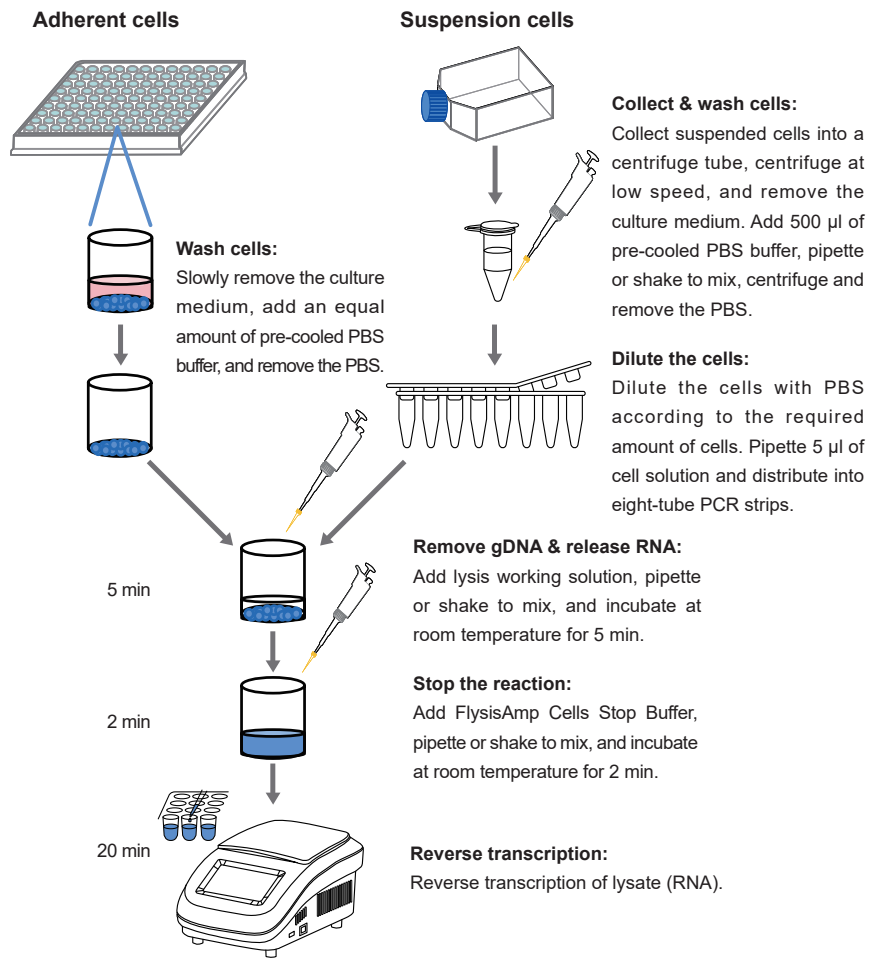 Adherent cells
Suspension cells
Collect & wash cells:
Collect suspended cells into a
centrifuge tube, centrifuge at
low speed, and remove the
culture medium. Add 500 µl of
pre-cooled PBS buffer, pipette
or shake to mix, centrifuge and
remove the PBS.
Wash cells:
Slowly remove the culture
medium, add an equal
amount of pre-cooled PBS
buffer, and remove the PBS.
Dilute the cells:
Dilute the cells with PBS
according to the required
amount of cells. Pipette 5 µl of
cell solution and distribute into
eight-tube PCR strips.
5 min
Remove gDNA & release RNA:
Add lysis working solution, pipette
or shake to mix, and incubate at
room temperature for 5 min.
2 min
Stop the reaction:
Add FlysisAmp Cells Stop Buffer,
pipette or shake to mix, and incubate
at room temperature for 2 min.
20 min
Reverse transcription:
Reverse transcription of lysate (RNA).